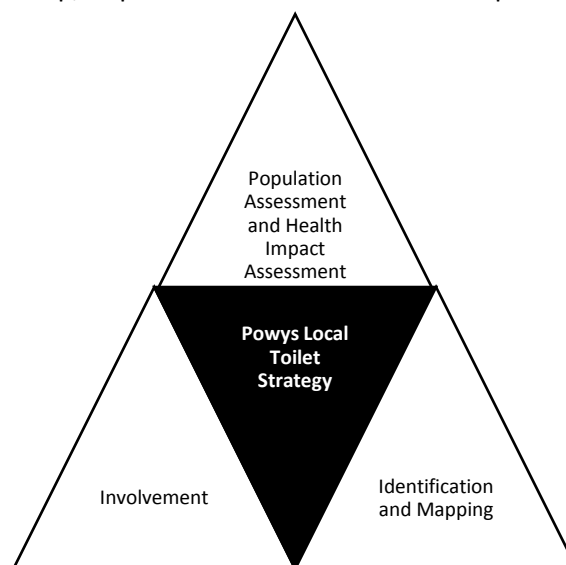 Population
Assessment
and Health
Impact
Assessment
Powys Local
Toilet
Strategy
Involvement
Identification
and Mapping